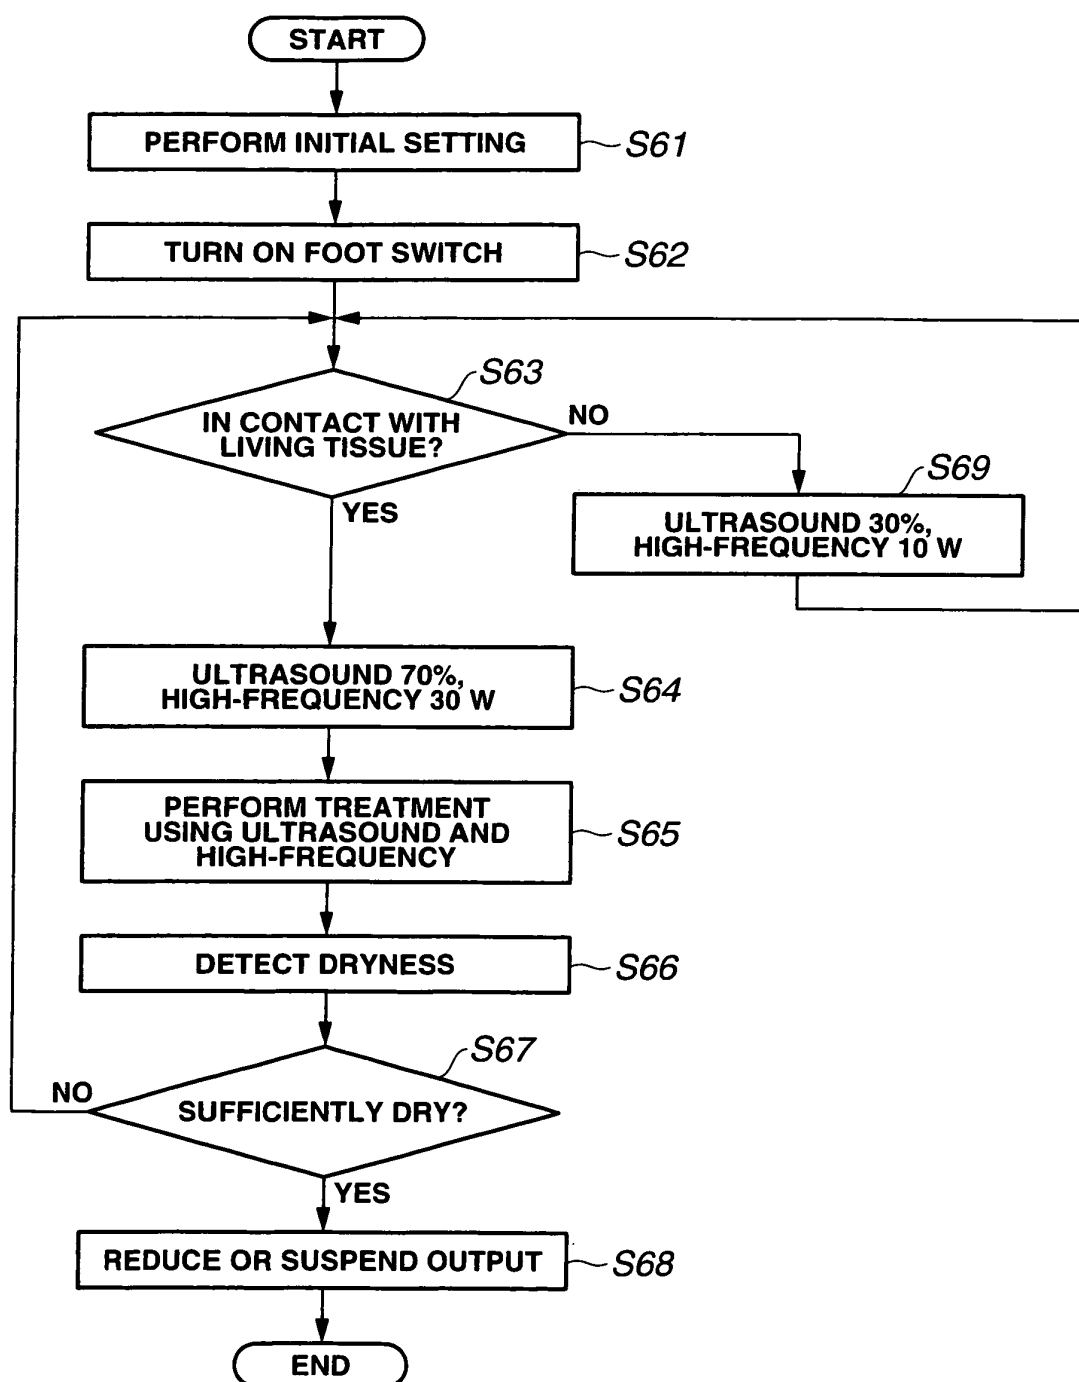 START
PERFORM INITIAL SETTING
S61
TURN ON FOOT SWITCH
S62
S63
IN CONTACT WITH
LIVING TISSUE?
NO
YES
S69
ULTRASOUND 30%,
HIGH-FREQUENCY 10 W
ULTRASOUND 70%,
HIGH-FREQUENCY 30 W
S64
PERFORM TREATMENT
USING ULTRASOUND AND
HIGH-FREQUENCY
S65
DETECT DRYNESS
S66
S67
NO
SUFFICIENTLY DRY?
YES
REDUCE OR SUSPEND OUTPUT
S68
END